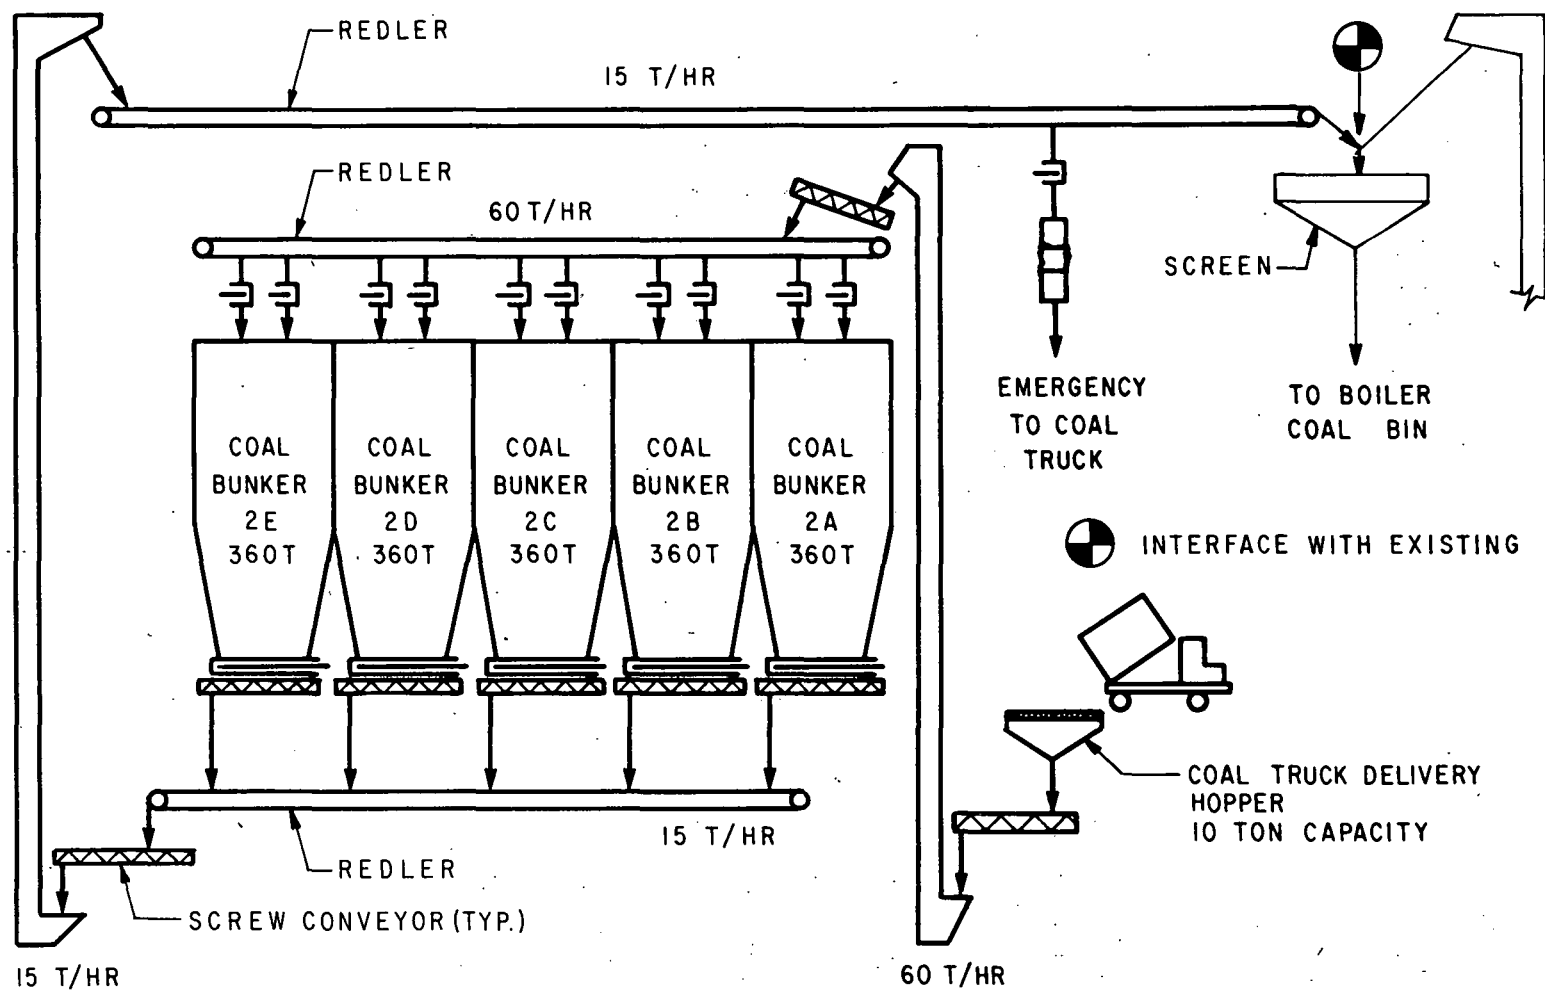 REDLER
15 T/HR
REDLER
60 T/HR
SCREEN
EMERGENCY
TO COAL
TRUCK
TO BOILER
COAL BIN
COAL
BUNKER
2E
360T
COAL
BUNKER
2D
360T
COAL
BUNKER
2C
360T
COAL
BUNKER
2B
360T
COAL
BUNKER
2A
360T
INTERFACE WITH EXISTING
COAL TRUCK DELIVERY
HOPPER
10 TON CAPACITY
15 T/HR
REDLER
SCREW CONVEYOR (TYP.)
15 T/HR
60 T/HR